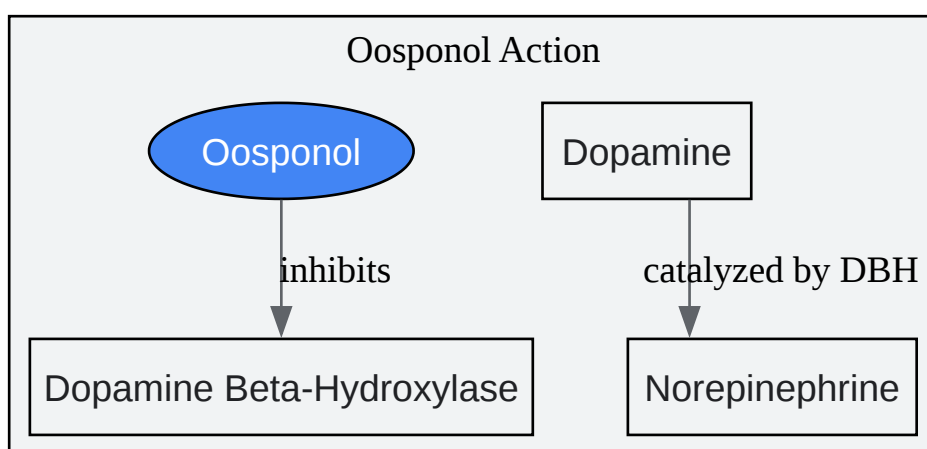 Oosponol Action
Oosponol
Dopamine
inhibits
catalyzed by DBH
Dopamine Beta-Hydroxylase
Norepinephrine